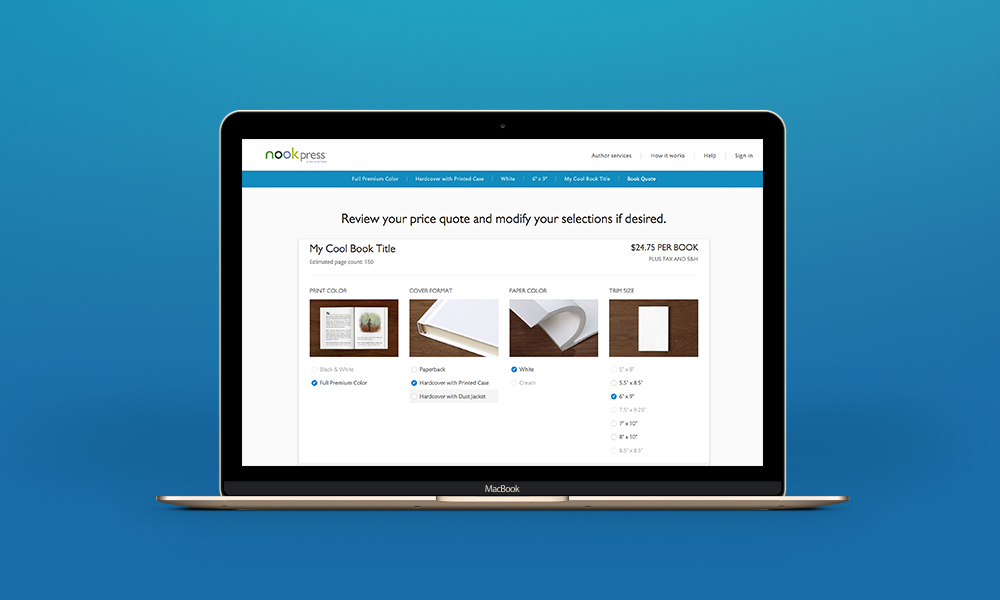 nookpress
Author services
How it works
Help
Sign in
Full Premium Color
Hardcover with Printed Case
White
6" x 9"
My Cool Book Title
Book Quote
Review your price quote and modify your selections if desired.
My Cool Book Title
$24.75 PER BOOK
Estimated page count: 150
PLUS TAX AND S&H
PRINT COLOR
COVER FORMAT
PAPER COLOR
TRIM SIZE
Black & White
Full Premium Color
Paperback
Hardcover with Printed Case
Hardcover with Dust Jacket
White
Cream
5" x 8"
5.5" x 8.5"
6" x 9"
7.5" x 9.25"
7" x 10"
8" x 10"
8.5" x 8.5"
MacBook